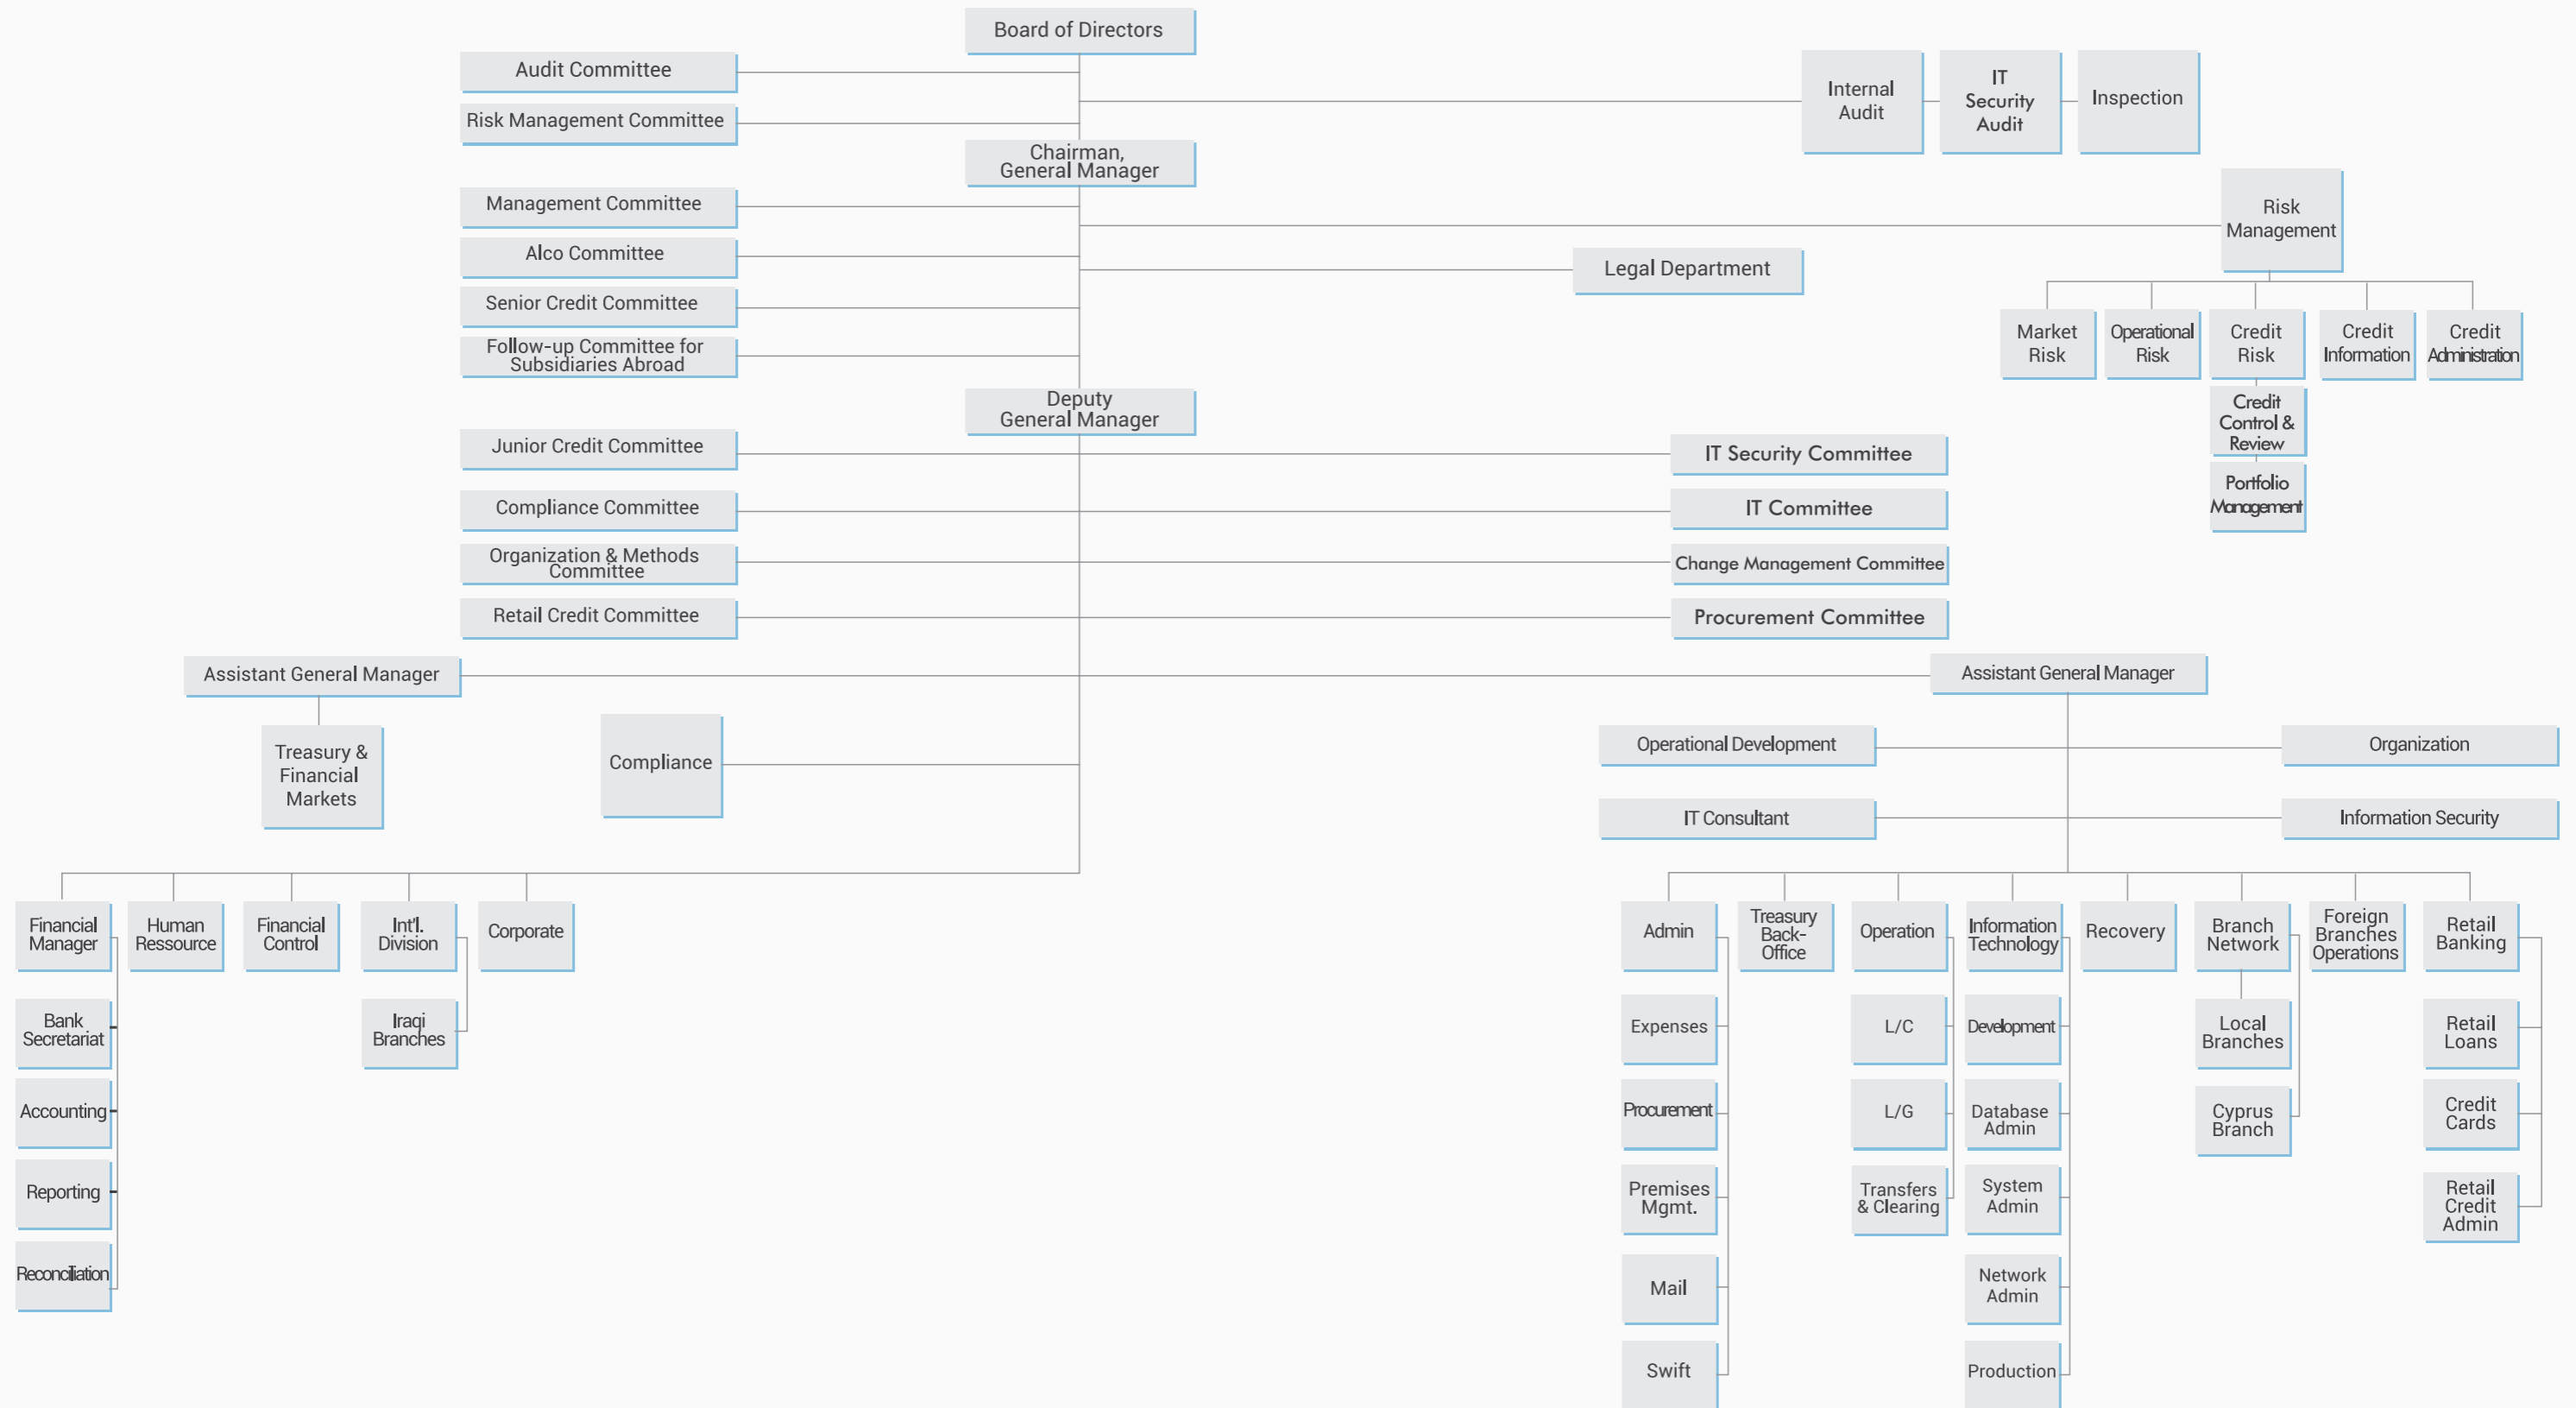 Board of Directors
Audit Committee
Risk Management Committee
Internal
Audit
IT
Security
Audit
Inspection
Chairman,
General Manager
Management Committee
Alco Committee
Senior Credit Committee
Follow-up Committee for
Subsidiaries Abroad
Risk
Management
Legal Department
Market
Risk
Operational
Risk
Credit
Risk
Credit
Information
Credit
Administration
Credit
Control &
Review
Portfolio
Management
Deputy
General Manager
Junior Credit Committee
IT Security Committee
Compliance Committee
IT Committee
Organization & Methods
Committee
Change Management Committee
Retail Credit Committee
Procurement Committee
Assistant General Manager
Assistant General Manager
Treasury &
Financial
Markets
Compliance
Operational Development
Organization
IT Consultant
Information Security
Financial
Manager
Human
Ressource
Financial
Control
Int'l.
Division
Corporate
Bank
Secretariat
Iraqi
Branches
Accounting
Reporting
Reconciliation
Admin
Treasury
Back-
Office
Operation
Information
Technology
Recovery
Branch
Network
Foreign
Branches
Operations
Retail
Banking
Expenses
L/C
Development
Local
Branches
Retail
Loans
Procurement
L/G
Database
Admin
Cyprus
Branch
Credit
Cards
Premises
Mgmt.
Transfers
& Clearing
System
Admin
Retail
Credit
Admin
Mail
Network
Admin
Swift
Production